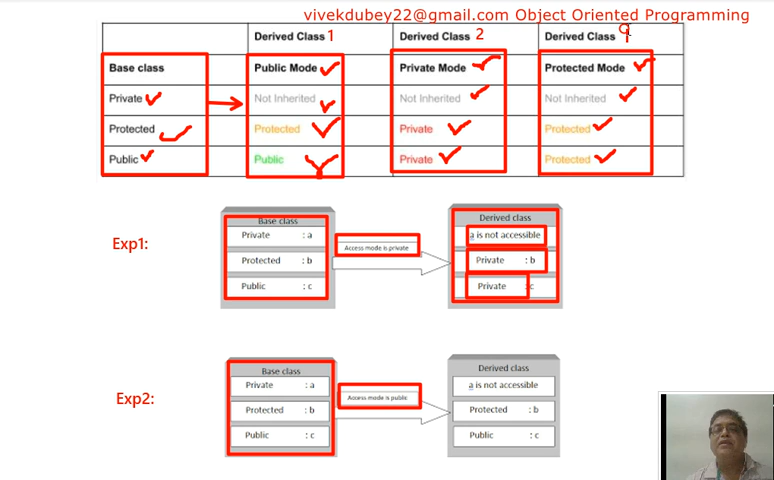 vivekdubey22@gmail.com Object Oriented Programming
Derived Class 1 Derived Class 2 Derived Class
Base class Public Mode Private Mode Protected Mode
Private Not Inherited Not Inherited Not Inherited
Protected Protected Private Protected
Public Public Private Protected
Exp1:
Base class
Private : a
Protected : b
Public : c
Access mode is private
Derived class
a is not accessible
Private : b
Private : c
Exp2:
Base class
Private : a
Protected : b
Public : c
Access mode is public
Derived class
a is not accessible
Protected : b
Public : c